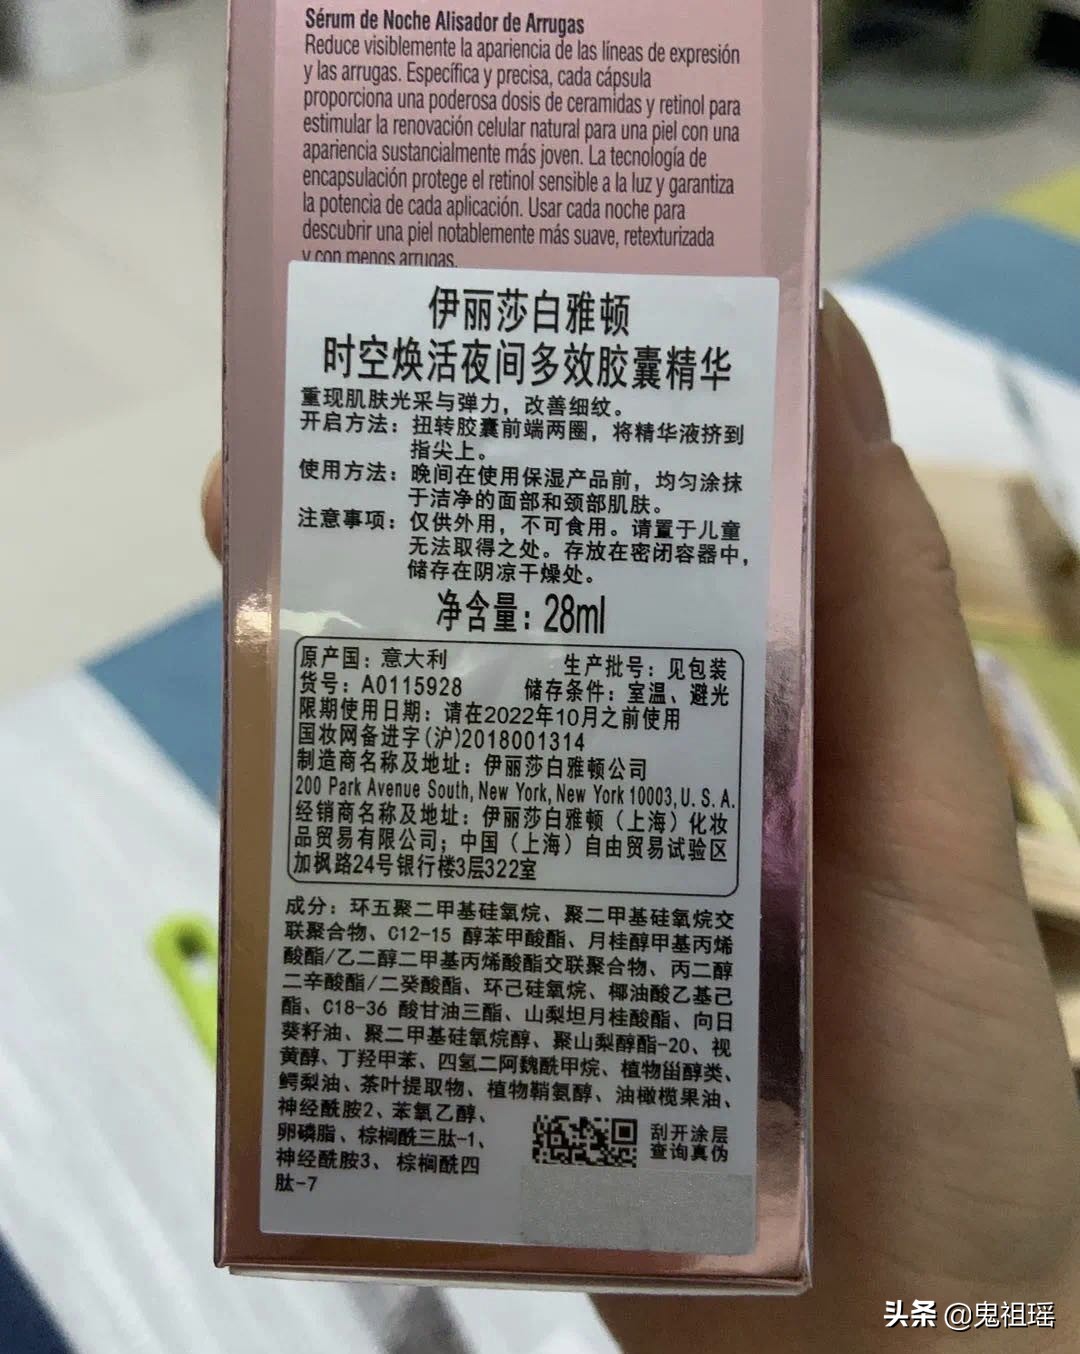 Sérum de Noche Alisador de Arrugas
Reduce visiblemente la apariencia de las líneas de expresión
y las arrugas. Específica y precisa, cada cápsula
proporciona una poderosa dosis de ceramidas y retinol para
estimular la renovación celular natural para una piel con una
apariencia sustancialmente más joven. La tecnología de
encapsulación protege el retinol sensible a la luz y garantiza
la potencia de cada aplicación. Usar cada noche para
descubrir una piel notablemente más suave, retexturizada
y con menos arrugas.
伊丽莎白雅顿
时空焕活夜间多效胶囊精华
重现肌肤光采与弹力，改善细纹。
开启方法：扭转胶囊前端两圈，将精华液挤到
指尖上。
使用方法：晚间在使用保湿产品前，均匀涂抹
于洁净的面部和颈部肌肤。
注意事项：仅供外用，不可食用。请置于儿童
无法取得之处。存放在密闭容器中，
储存在阴凉干燥处。
净含量：28ml
原产国：意大利 生产批号：见包装
货号：A0115928 储存条件：室温、避光
限期使用日期：请在2022年10月之前使用
国妆网备进字(沪)2018001314
制造商名称及地址：伊丽莎白雅顿公司
200 Park Avenue South, New York, New York 10003, U. S. A.
经销商名称及地址：伊丽莎白雅顿（上海）化妆
品贸易有限公司；中国（上海）自由贸易试验区
加枫路24号银行楼3层322室
成分：环五聚二甲基硅氧烷、聚二甲基硅氧烷交
联聚合物、C12-15 醇苯甲酸酯、月桂醇甲基丙烯
酸酯/乙二醇二甲基丙烯酸酯交联聚合物、丙二醇
二辛酸酯/二癸酸酯、环己硅氧烷、椰油酸乙基己
酯、C18-36 酸甘油三酯、山梨坦月桂酸酯、向日
葵籽油、聚二甲基硅氧烷醇、聚山梨醇酯-20、视
黄醇、丁羟甲苯、四氢二阿魏酰甲烷、植物甾醇类、
鳄梨油、茶叶提取物、植物鞘氨醇、油橄榄果油、
神经酰胺2、苯氧乙醇、
卵磷脂、棕榈酰三肽-1、
神经酰胺3、棕榈酰四
肽-7
刮开涂层
查询真伪
头条 @鬼祖瑶